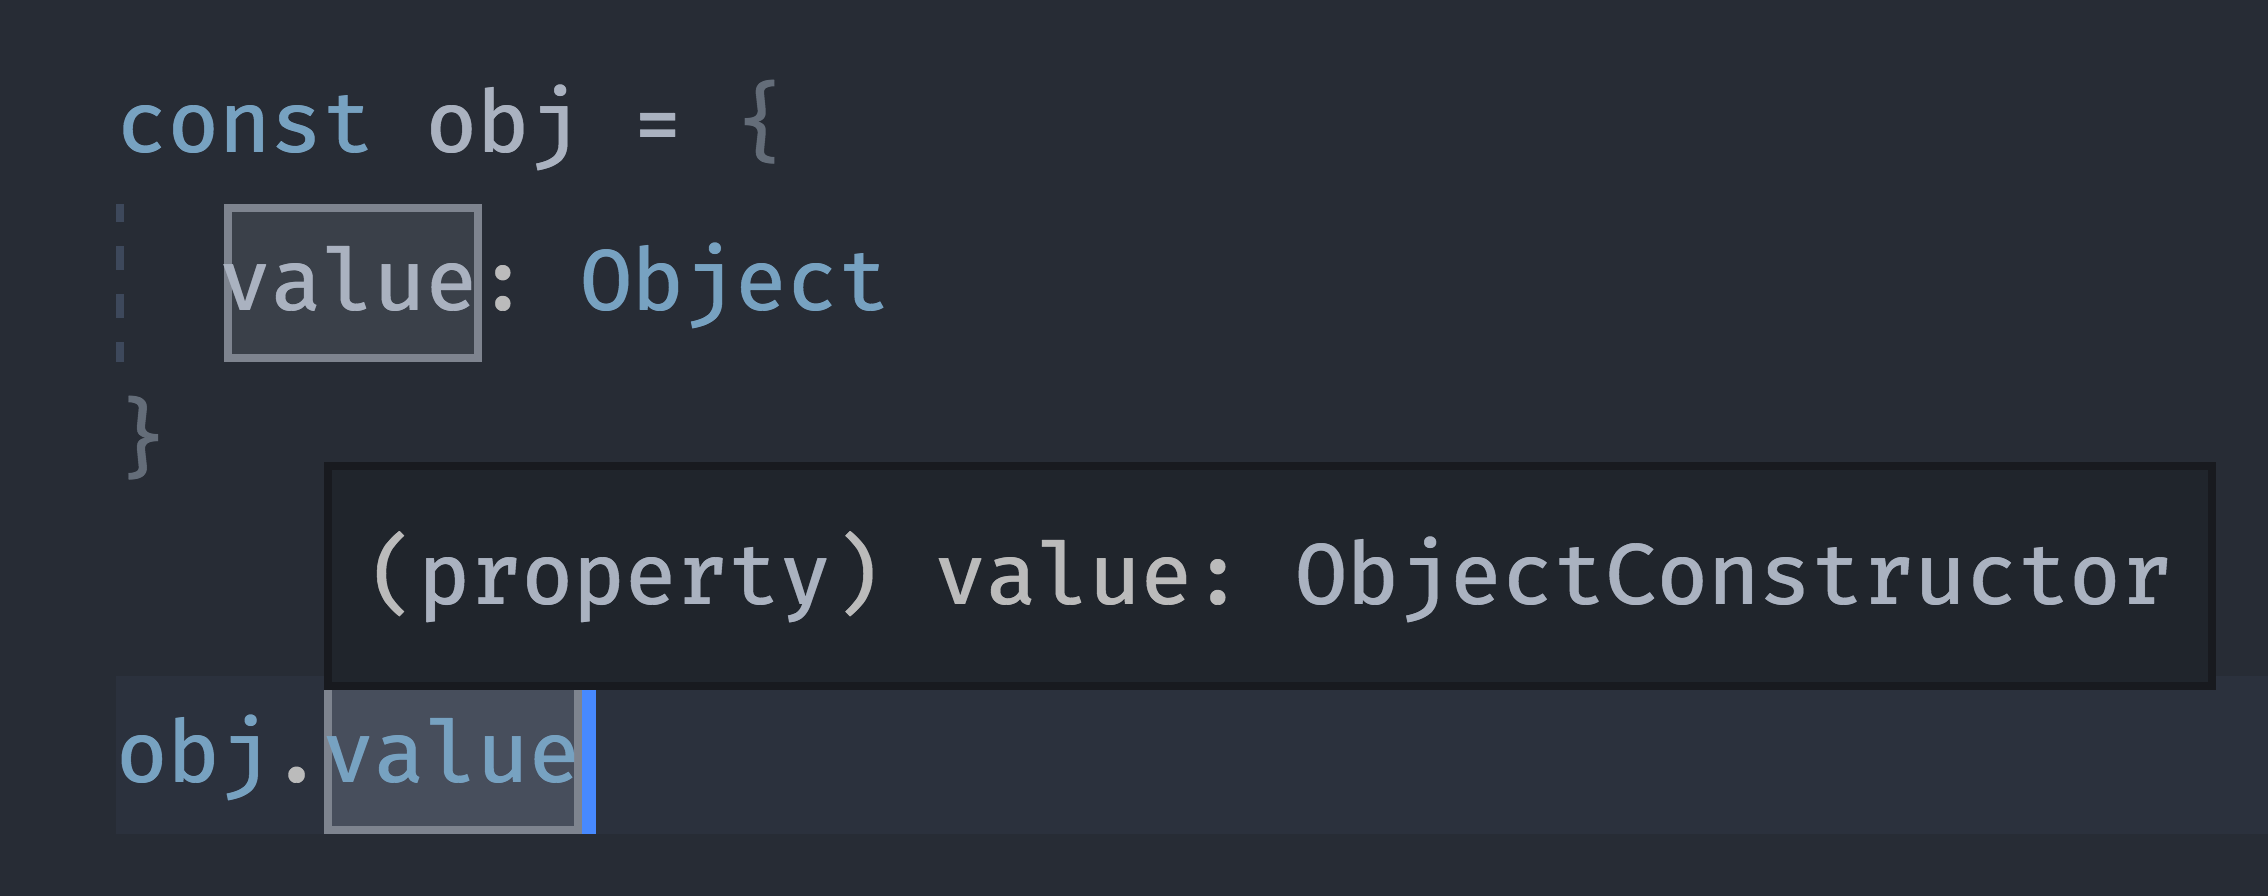 const obj = {
value: Object
}
(property) value: ObjectConstructor
obj.value